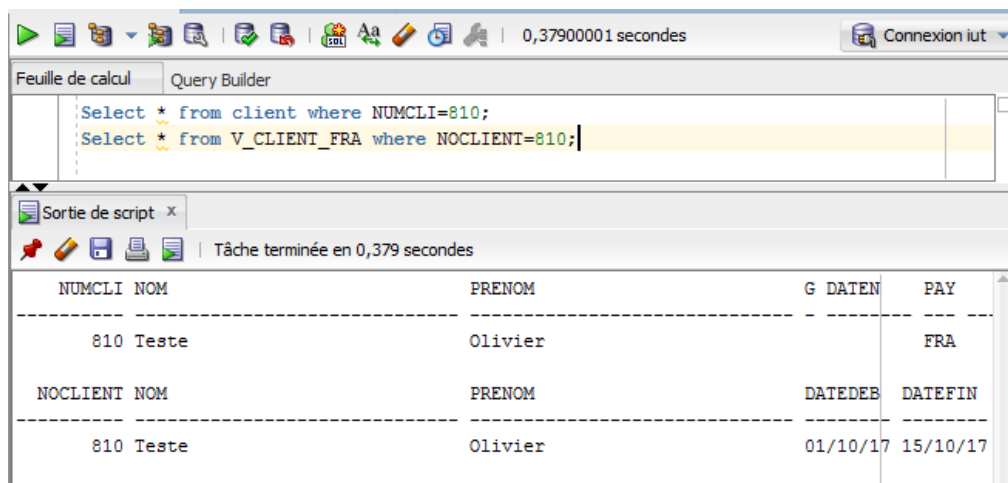 0,37900001 secondes Connexion iut
Feuille de calcul Query Builder
Select * from client where NUMCLI=810;
Select * from V_CLIENT_FRA where NOCLIENT=810;
Sortie de script x
Tâche terminée en 0,379 secondes
NUMCLI NOM PRENOM G DATEN PAY
---------- ------------------------------ ------------------------------ - -------- --- ---
810 Teste Olivier FRA
NOCLIENT NOM PRENOM DATEDEB DATEFIN
---------- ------------------------------ ------------------------------ -------- --------
810 Teste Olivier 01/10/17 15/10/17